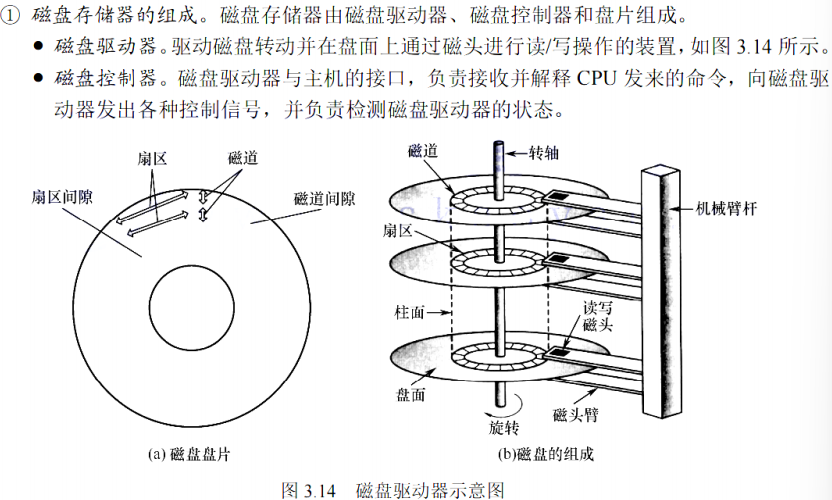 ① 磁盘存储器的组成。磁盘存储器由磁盘驱动器、磁盘控制器和盘片组成。
● 磁盘驱动器。驱动磁盘转动并在盘面上通过磁头进行读/写操作的装置，如图 3.14 所示。
● 磁盘控制器。磁盘驱动器与主机的接口，负责接收并解释 CPU 发来的命令，向磁盘驱
动器发出各种控制信号，并负责检测磁盘驱动器的状态。
扇区
磁道
扇区间隙
磁道间隙
(a) 磁盘盘片
磁道
转轴
机械臂杆
扇区
柱面
读写
磁头
盘面
磁头臂
旋转
(b)磁盘的组成
图 3.14 磁盘驱动器示意图